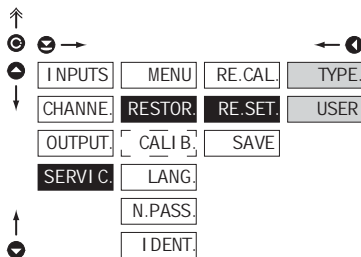 INPUTS MENU RE.CAL. TYPE.
CHANNE. RESTOR. RE.SET. USER
OUTPUT. CALIB. SAVE
SERVIC. LANG.
N.PASS.
IDENT.